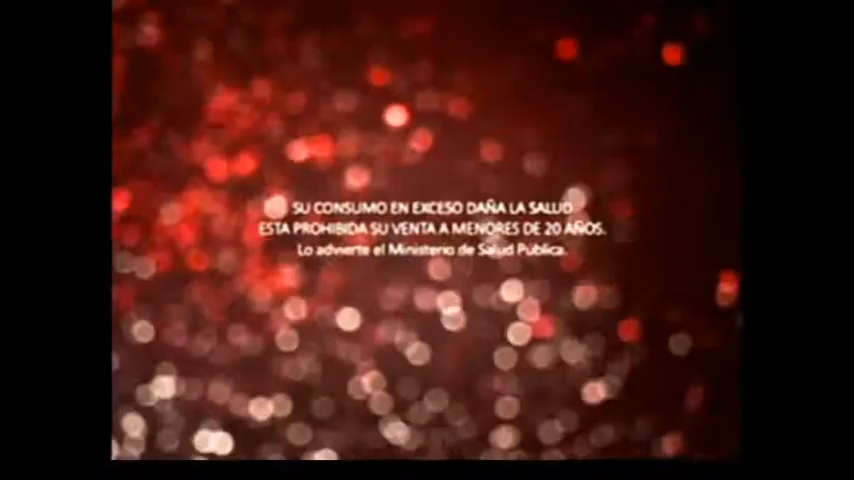 SU CONSUMO EN EXCESO DAÑA LA SALUD
ESTA PROHIBIDA SU VENTA A MENORES DE 20 AÑOS.
Lo advierte el Ministerio de Salud Pública.